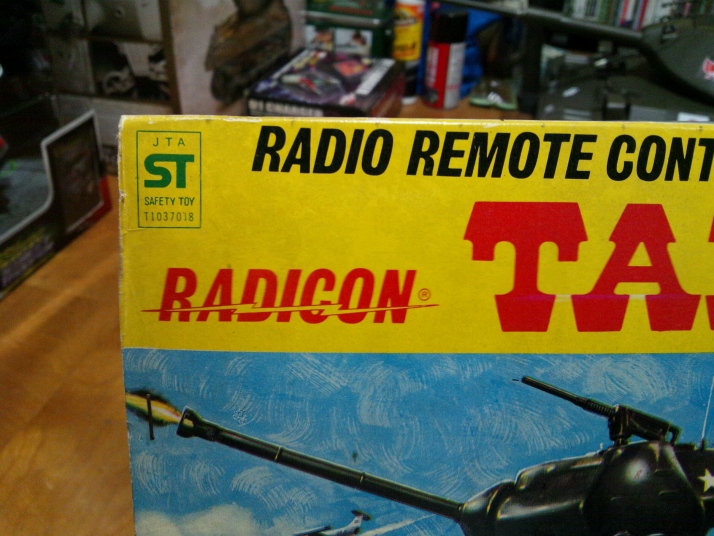 JTA
ST
SAFETY TOY
T1037018
RADIO REMOTE CONT
TA
RADICON®